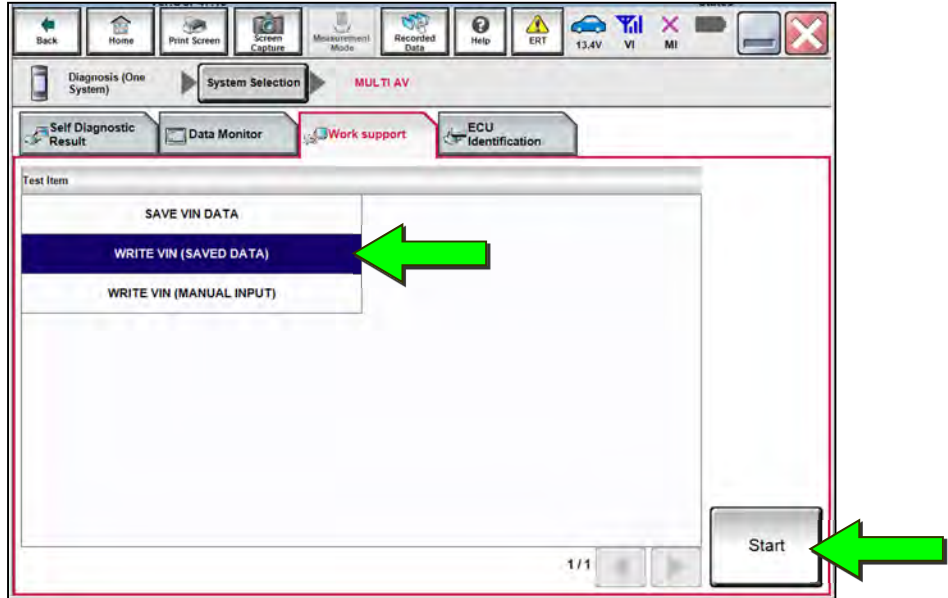 Back
Home
Print Screen
Screen
Capture
Measurement
Mode
Recorded
Data
Help
ERT
13.4V
VI
MI
Diagnosis (One
System)
System Selection
MULTI AV
Self Diagnostic
Result
Data Monitor
Work support
ECU
Identification
Test Item
SAVE VIN DATA
WRITE VIN (SAVED DATA)
WRITE VIN (MANUAL INPUT)
1/1
Start